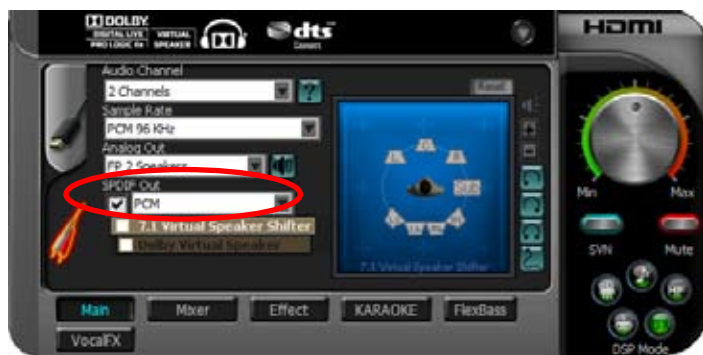 DOLBY
DIGITAL LIVE VIRTUAL
PRO LOGIC IIx SPEAKER
dts
Connect
HDMI
Audio Channel
2 Channels
?
Reset
Sample Rate
PCM 96 KHz
Analog Out
FP 2 Speakers
SPDIF Out
PCM
7.1 Virtual Speaker Shifter
Dolby Virtual Speaker
L C R
Sub
7.1 Virtual Speaker Shifter
Min Max
SVN Mute
HF
DSP Mode
Main Mixer Effect KARAOKE FlexBass
VocalFX